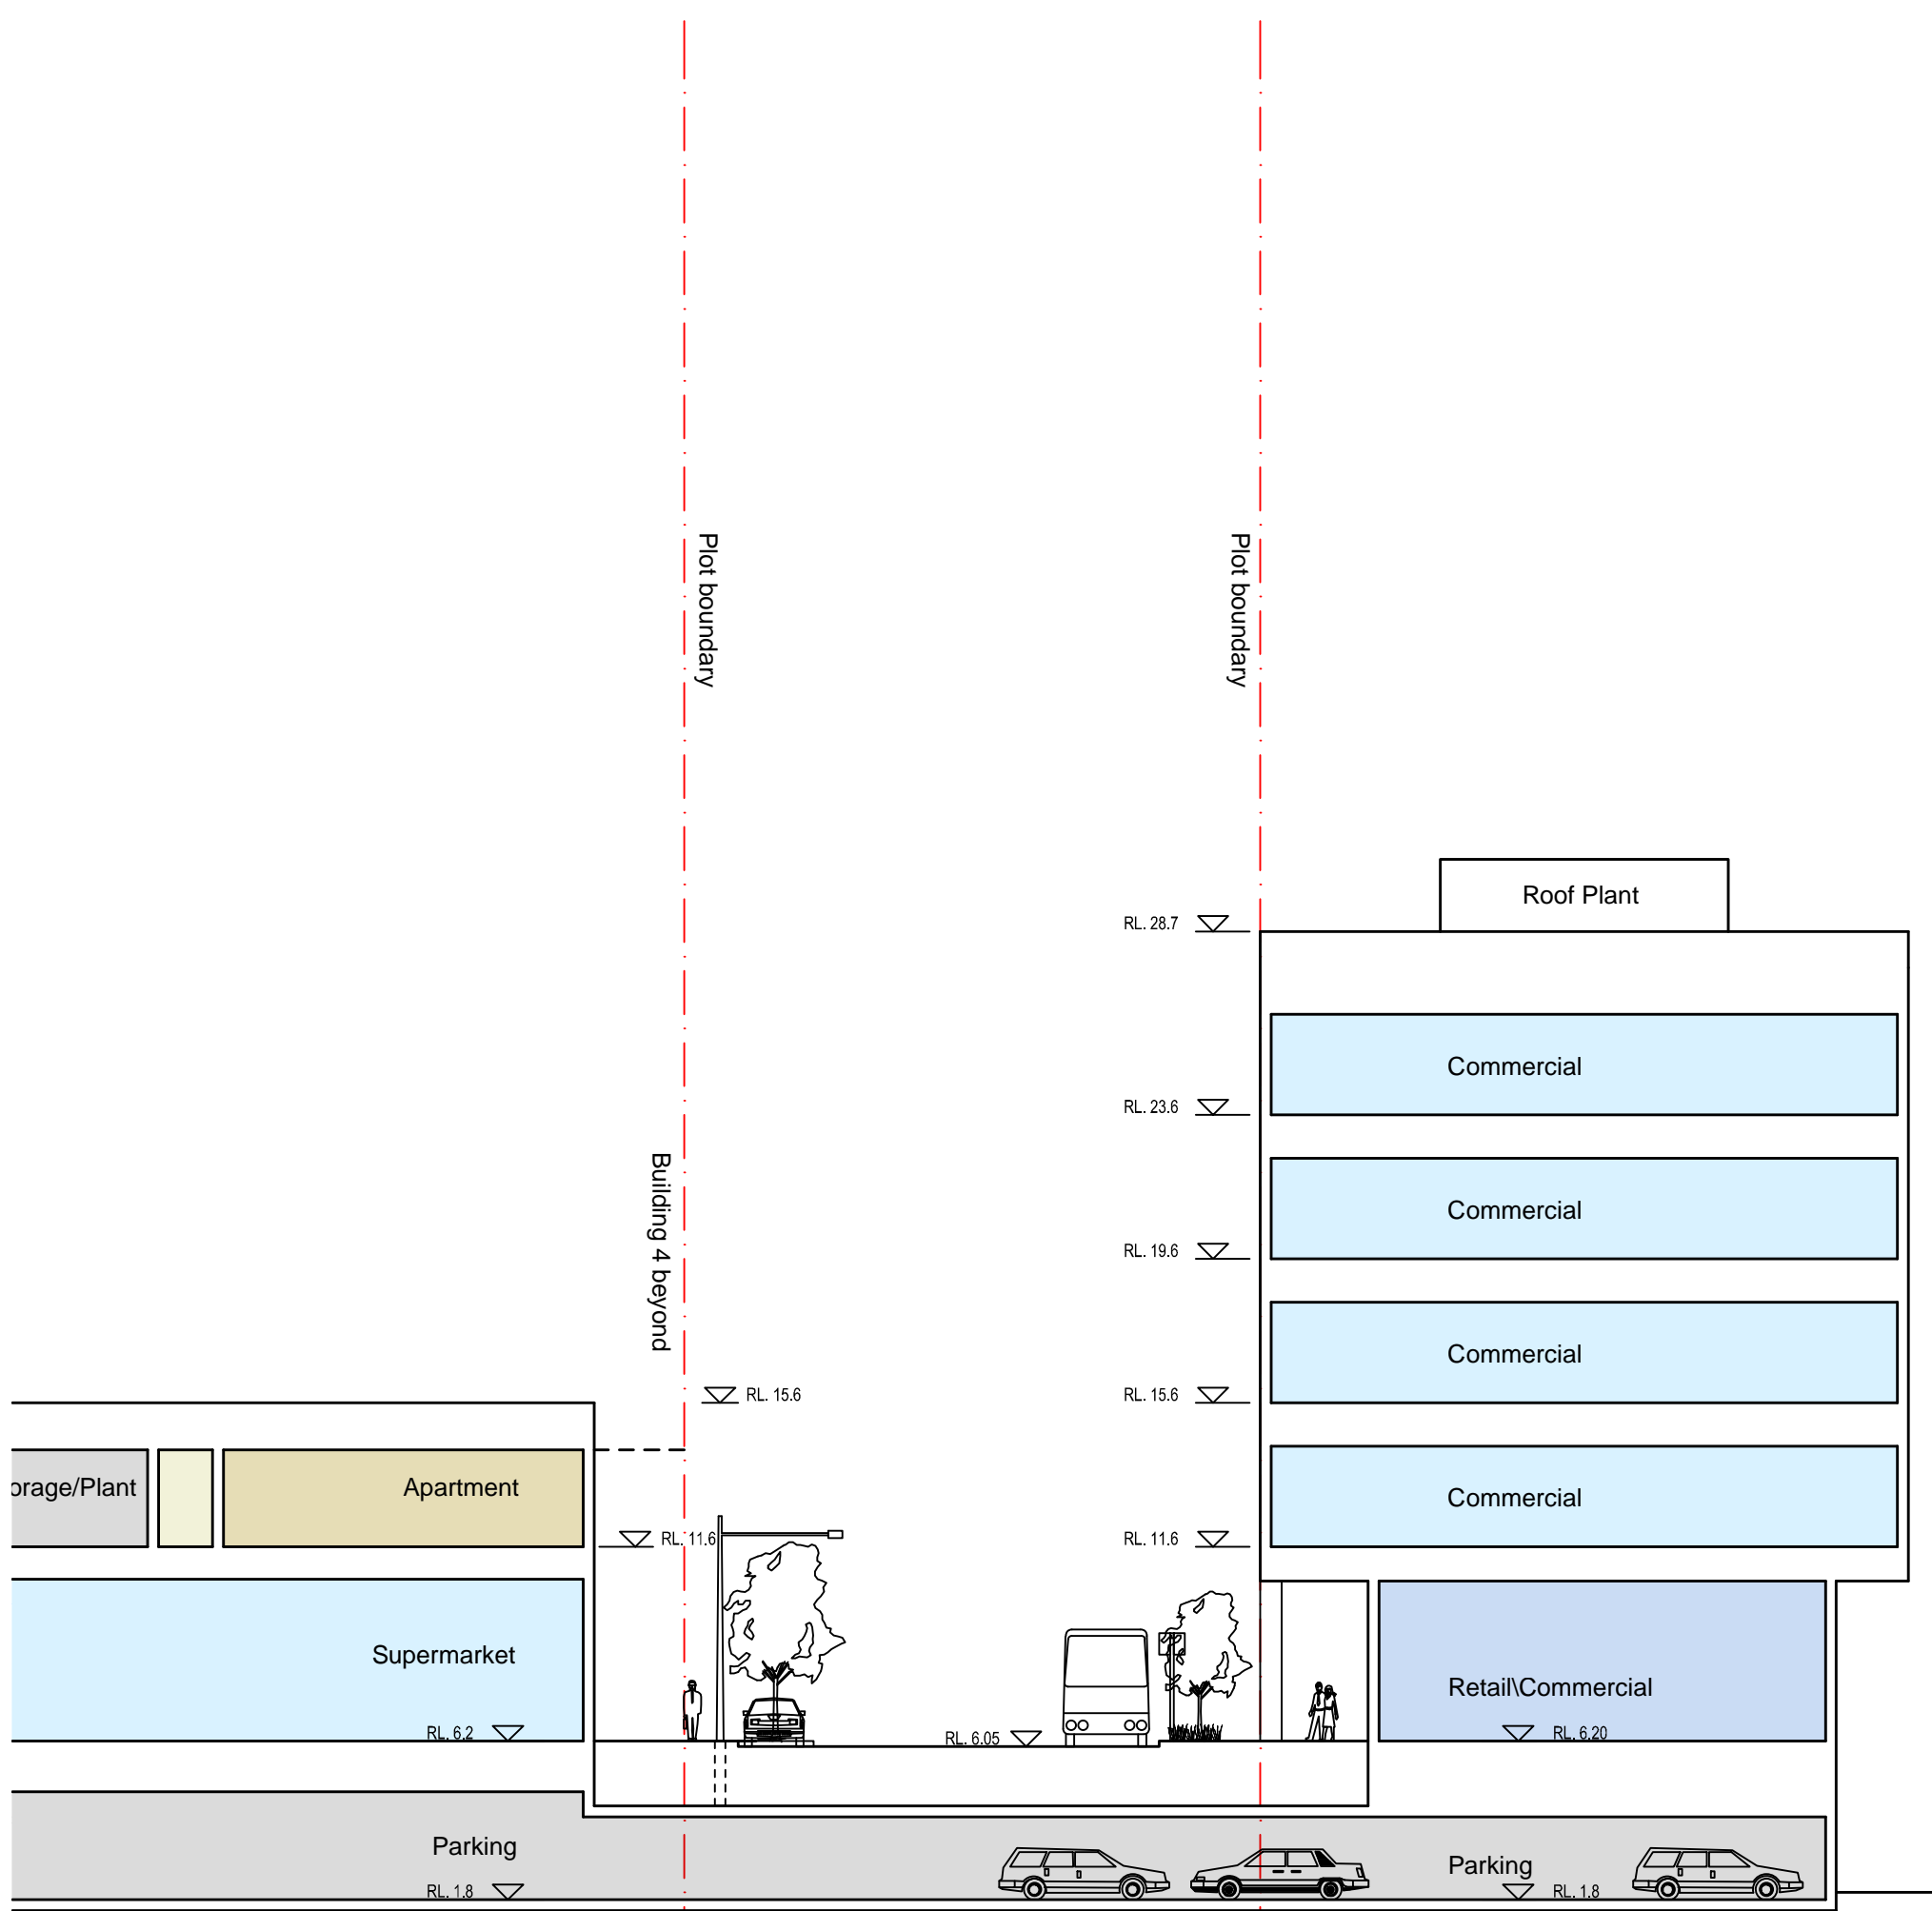 Plot boundary
Plot boundary
Roof Plant
RL. 28.7
Commercial
RL. 23.6
Building 4 beyond
Commercial
RL. 19.6
Commercial
RL. 15.6
RL. 15.6
orage/Plant
Apartment
Commercial
RL. 11.6
RL. 11.6
Supermarket
Retail\Commercial
RL. 6.2
RL. 6.05
RL. 6.20
Parking
Parking
RL. 1.8
RL. 1.8